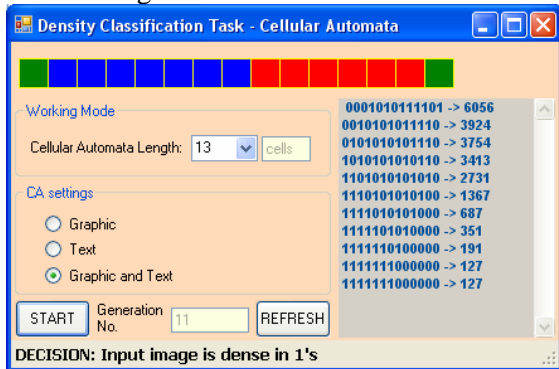 Density Classification Task - Cellular Automata
Working Mode
Cellular Automata Length: 13 cells
CA settings
Graphic
Text
Graphic and Text
START Generation No. 11 REFRESH
0001010111101 -> 6056
0010101011110 -> 3924
0101010101110 -> 3754
1010101010110 -> 3413
1101010101010 -> 2731
1110101010100 -> 1367
1111010101000 -> 687
1111101010000 -> 351
1111110100000 -> 191
1111111000000 -> 127
1111111000000 -> 127
DECISION: Input image is dense in 1's